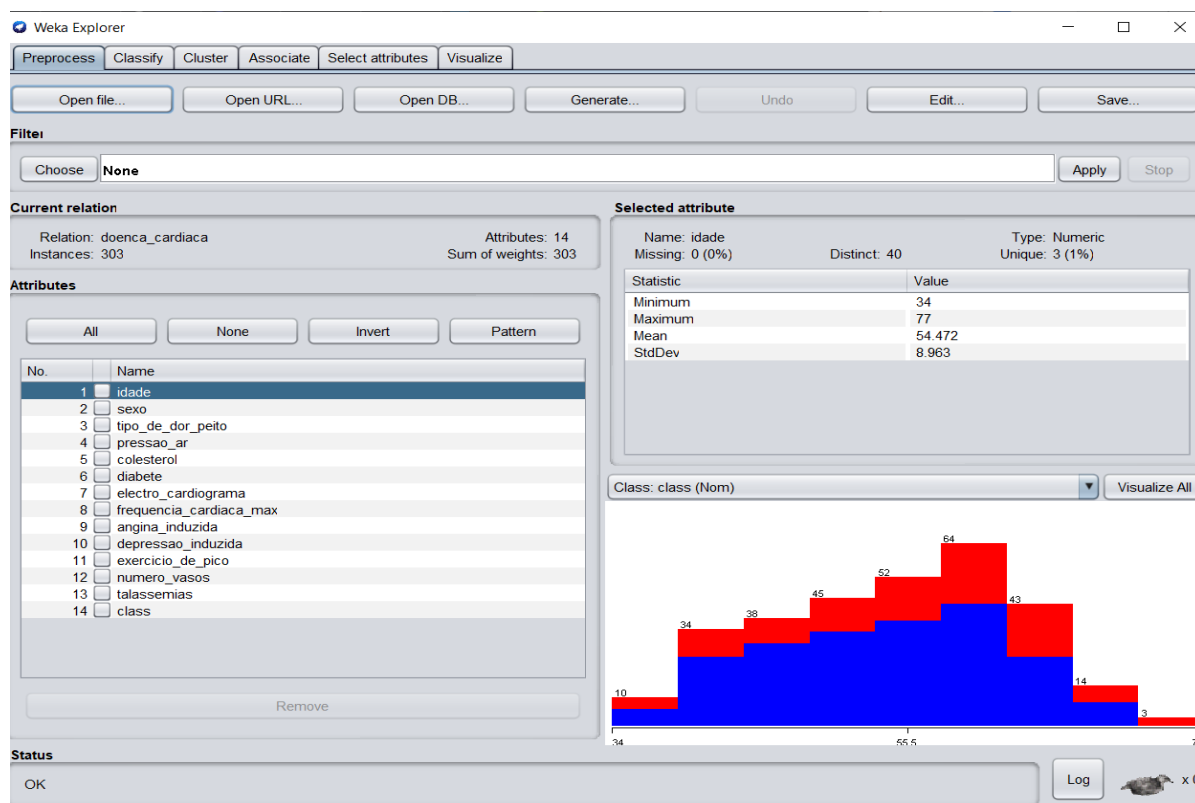 Weka Explorer
Preprocess Classify Cluster Associate Select attributes Visualize
Open file... Open URL... Open DB... Generate... Undo Edit... Save...
Filter
Choose None Apply Stop
Current relation
Relation: doenca_cardiaca Attributes: 14
Instances: 303 Sum of weights: 303
Attributes
All None Invert Pattern
No. Name
1 idade
2 sexo
3 tipo_de_dor_peito
4 pressao_ar
5 colesterol
6 diabete
7 electro_cardiograma
8 frequencia_cardiaca_max
9 angina_induzida
10 depressao_induzida
11 exercicio_de_pico
12 numero_vasos
13 talassemias
14 class
Remove
Selected attribute
Name: idade Type: Numeric
Missing: 0 (0%) Distinct: 40 Unique: 3 (1%)
Statistic Value
Minimum 34
Maximum 77
Mean 54.472
StdDev 8.963
Class: class (Nom) Visualize All
10 34 38 45 52 64 43 14 3
34 55.5
Status
OK
Log x